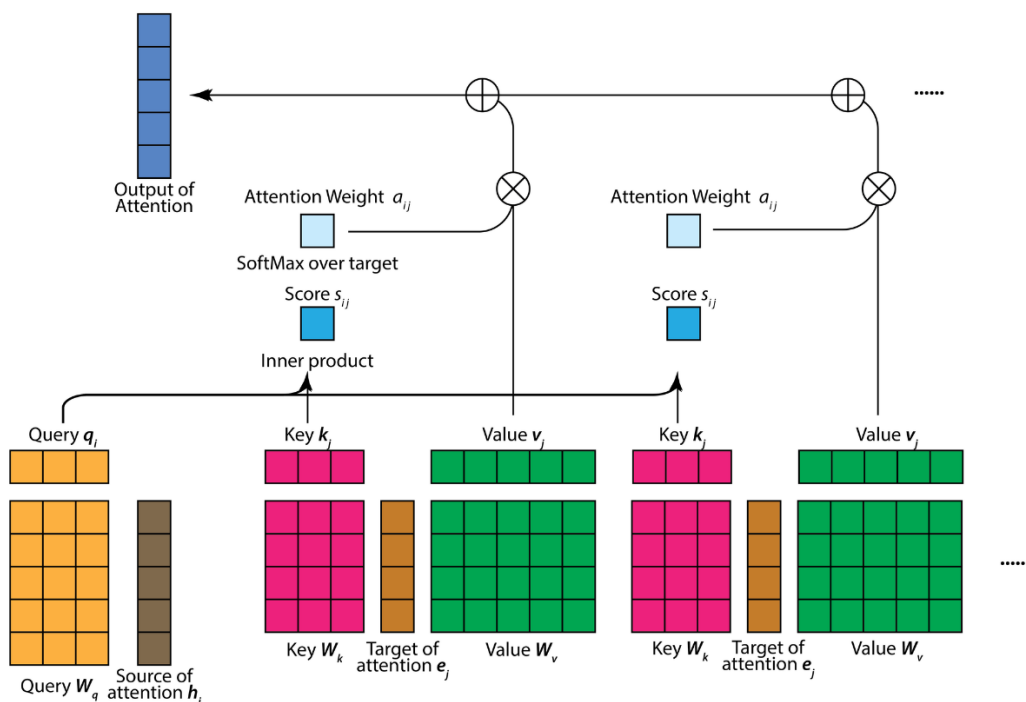 ......
Output of
Attention
Attention Weight a_ij
SoftMax over target
Score s_ij
Inner product
Attention Weight a_ij
Score s_ij
Query q_i
Key k_j
Value v_j
Key k_j
Value v_j
.....
Query W_q
Source of
attention h_i
Key W_k
Target of
attention e_j
Value W_v
Key W_k
Target of
attention e_j
Value W_v